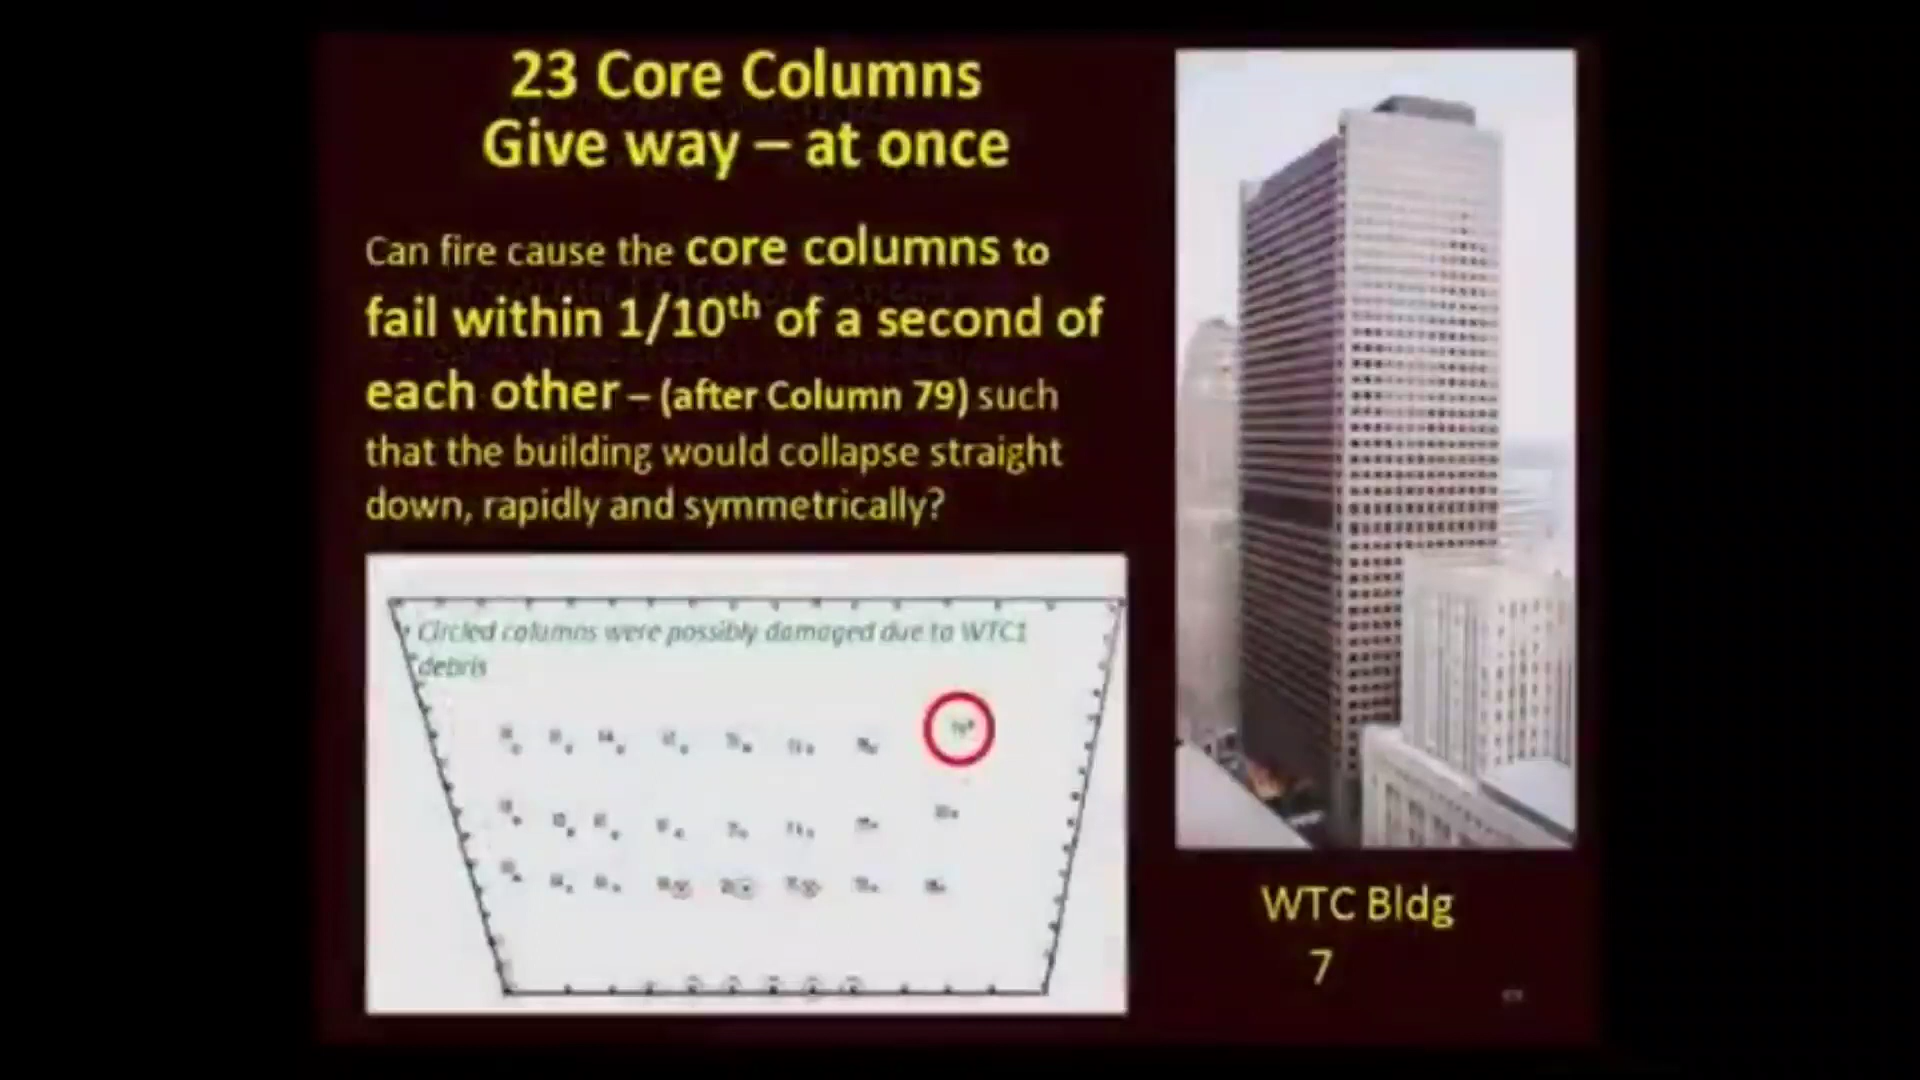 23 Core Columns
Give way – at once
Can fire cause the core columns to
fail within 1/10th of a second of
each other – (after Column 79) such
that the building would collapse straight
down, rapidly and symmetrically?
Circled columns were possibly damaged due to WTC1
debris
WTC Bldg
7